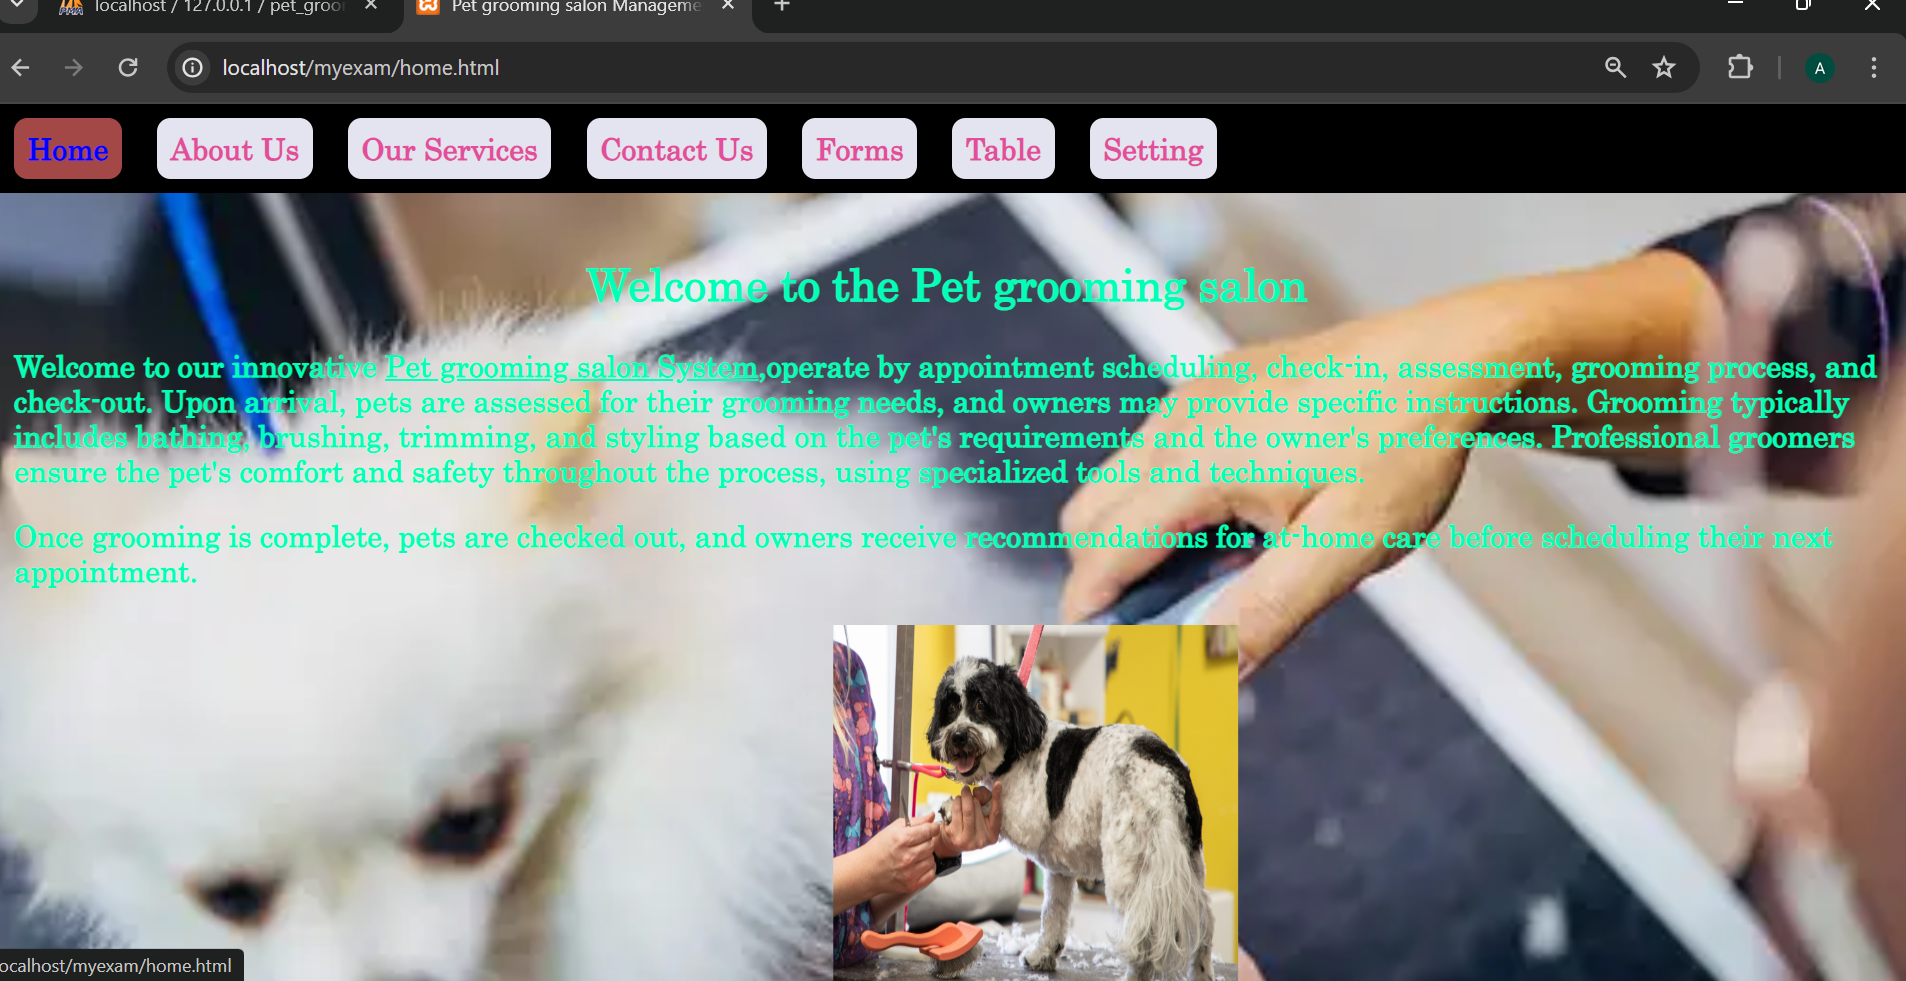 localhost / 127.0.0.1 / pet_groo
Pet grooming salon Manageme
localhost/myexam/home.html
A
Home About Us Our Services Contact Us Forms Table Setting
Welcome to the Pet grooming salon
Welcome to our innovative Pet grooming salon System,operate by appointment scheduling, check-in, assessment, grooming process, and
check-out. Upon arrival, pets are assessed for their grooming needs, and owners may provide specific instructions. Grooming typically
includes bathing, brushing, trimming, and styling based on the pet's requirements and the owner's preferences. Professional groomers
ensure the pet's comfort and safety throughout the process, using specialized tools and techniques.
Once grooming is complete, pets are checked out, and owners receive recommendations for at-home care before scheduling their next
appointment.
ocalhost/myexam/home.html